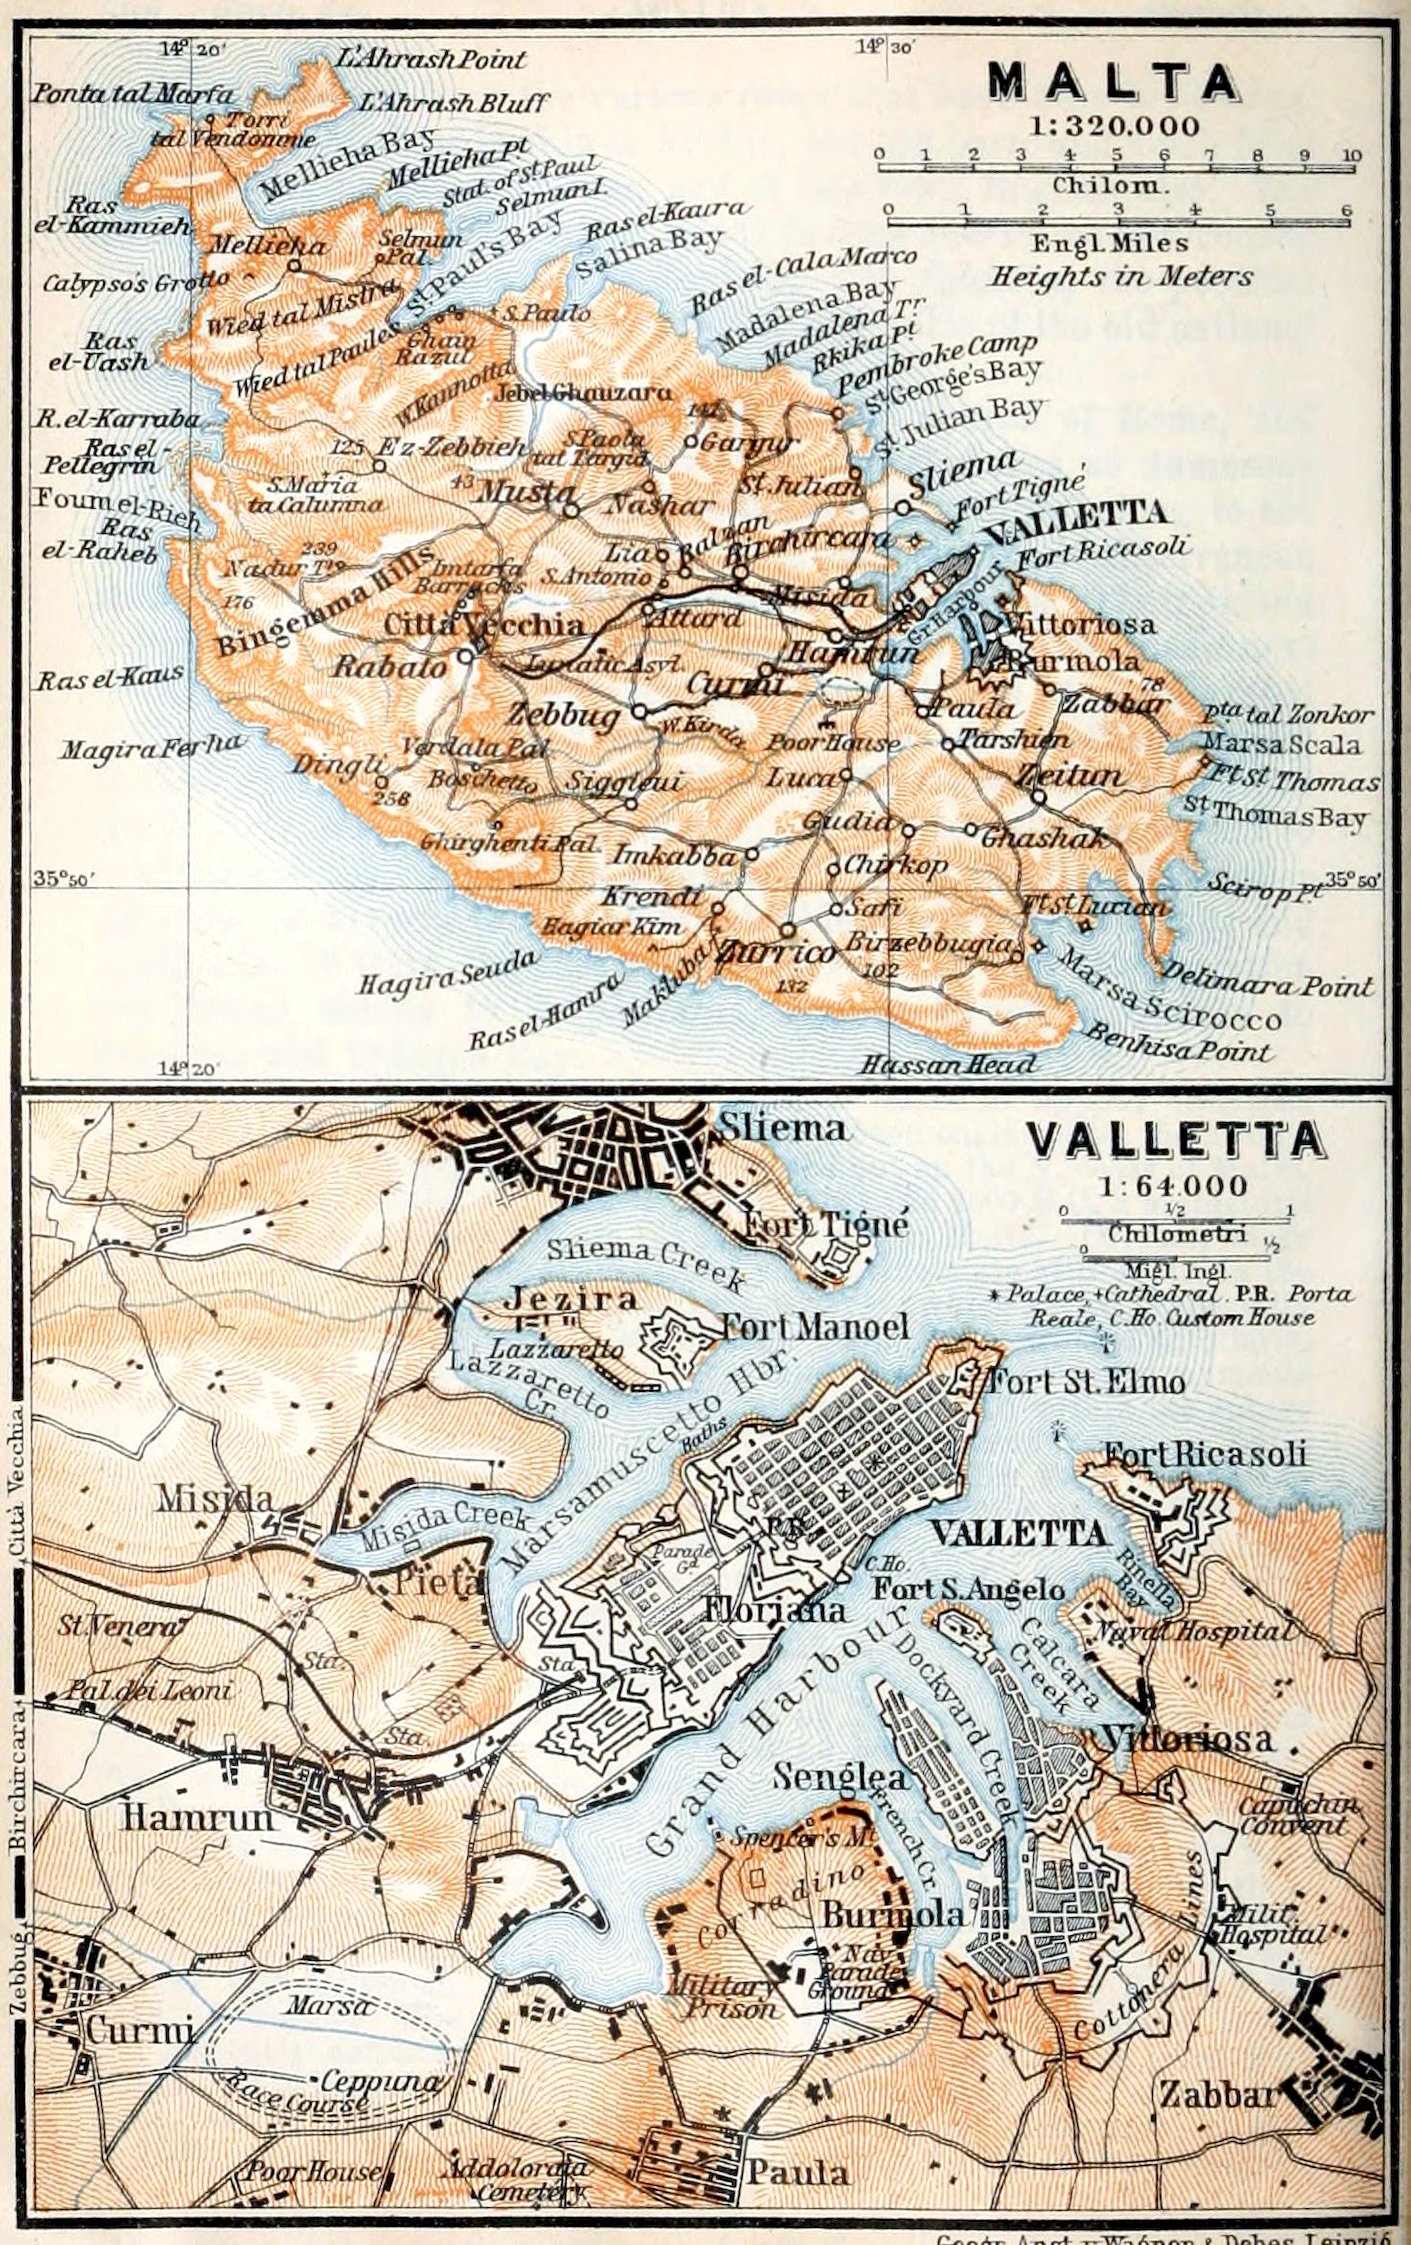 14° 20'
14° 30'
L'Ahrash Point
MALTA
Ponta tal Marfa
L'Ahrash Bluff
1:320.000
Torri
tal Vendomme
0 1 2 3 4 5 6 7 8 9 10
Chilom.
Mellieha Bay
Mellieha Pt
Stat. of St Paul
Selmun I.
0 1 2 3 4 5 6
Engl. Miles
Heights in Meters
Ras
el-Kammieh
Ras el-Kaura
Salina Bay
St. Paul's Bay
Mellieha
Selmun
Pal.
Calypso's Grotto
Ras el-Cala Marco
Madalena Bay
Madalena Tr
Rkika Pt
Pembroke Camp
St George's Bay
St Julian Bay
Wied tal Mistra
S. Paulo
Ghain
Razul
Ras
el-Uash
Wied tal Paules
W. Kannotta
Jebel Ghauzara
R. el-Karraba
Ras el
Pellegrin
125
Ez-Zebbieh
S Paola
tat Targia
141
Gargur
Foum el-Rieh
S. Maria
ta Calumna
43
Musta
Nashar
St Julian
Sliema
Fort Tigné
Ras
el-Raheb
VALLETTA
Fort Ricasoli
239
Nadur Tr
176
Bingemma Hills
Imtarfa
Barracks
Lia
Balzan
Birchircara
S. Antonio
Misida
Attard
Gr. Harbour
Città Vecchia
Vittoriosa
Rabato
Lunatic Asyl.
Hamrun
Burmola
Ras el-Kaus
Curmi
78
Zabbar
Zebbug
W. Kirda
Paula
Pta tal Zonkor
Magira Ferha
Verdala Pal.
Poor House
Tarshien
Marsa Scala
Dingli
Boschetto
Siggieui
Luca
Zeitun
Ft St Thomas
258
St Thomas Bay
Gudia
Ghashak
Ghirghenti Pal.
Imkabba
Chirkop
35° 50'
Scirop Pt
35° 50'
Krendi
Safi
Ft St Lucian
Hagiar Kim
Zurrico
Birzebbugia
102
132
Hagira Seuda
Ras el-Hamra
Makluba
Marsa Scirocco
Delimara Point
Benhisa Point
Hassan Head
14° 20'
Sliema
VALLETTA
1:64.000
0 1/2 1
Chilometri
0 1/2
Migl. Ingl.
* Palace, + Cathedral. P.R. Porta
Reale, C. Ho. Custom House
Fort Tigné
Sliema Creek
Jezira
Fort Manoel
Lazzaretto
Lazzaretto
Cr.
Marsamuscetto Hbr.
Baths
Fort St. Elmo
Fort Ricasoli
Misida
Misida Creek
P.R.
VALLETTA
Parade
Gd
C. Ho.
Pietà
Floriana
Fort S. Angelo
Rinella
Bay
St. Venera
Sta.
Sta.
Naval Hospital
Calcara
Creek
Pal. dei Leoni
Sta.
Grand Harbour
Dockyard Creek
Vittoriosa
Senglea
Hamrun
French Cr.
Capuchin
Convent
Spencer's Mt
Corradino
Burmola
Cottonera Lines
Milit.
Hospital
Nav.
Parade
Ground
Military
Prison
Marsa
Curmi
Ceppuna
Race Course
Zabbar
Poor House
Addolorata
Cemetery
Paula
Zebbug
Birchircara
Città Vecchia
Geogr. Anst. v. Wagner & Debes, Leipzig